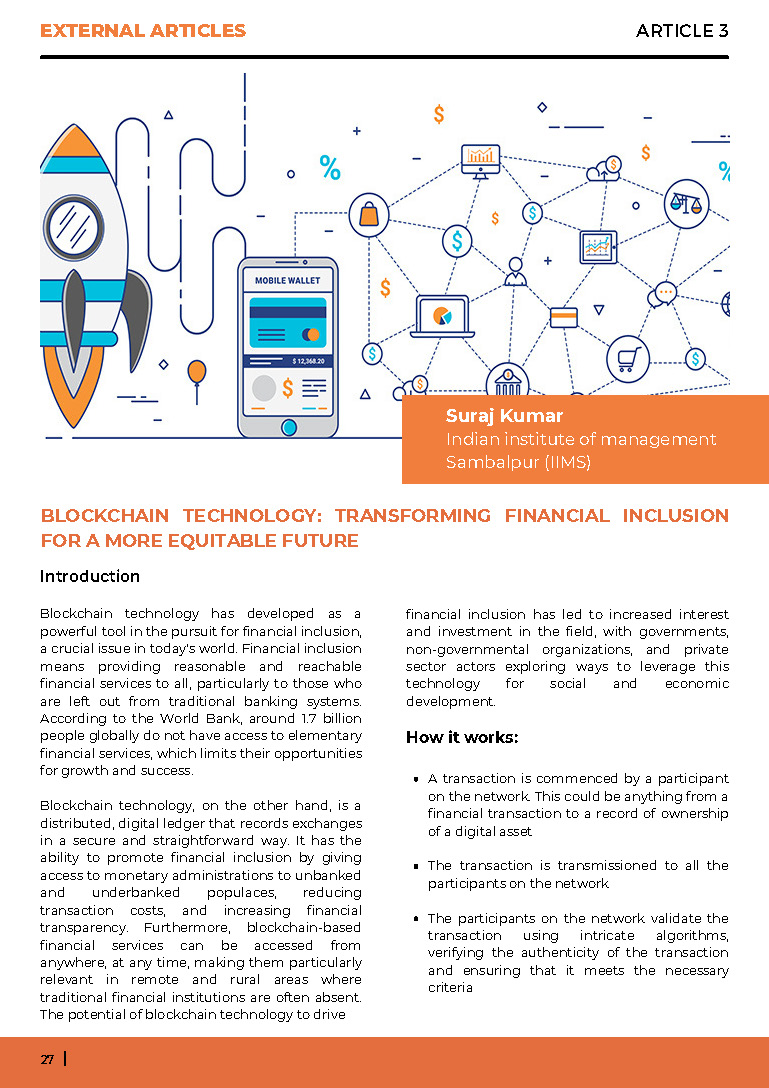 EXTERNAL ARTICLES
ARTICLE 3
MOBILE WALLET
$ 12,368.20
Suraj Kumar
Indian institute of management
Sambalpur (IIMS)
BLOCKCHAIN TECHNOLOGY: TRANSFORMING FINANCIAL INCLUSION
FOR A MORE EQUITABLE FUTURE
Introduction
Blockchain technology has developed as a
powerful tool in the pursuit for financial inclusion,
a crucial issue in today's world. Financial inclusion
means providing reasonable and reachable
financial services to all, particularly to those who
are left out from traditional banking systems.
According to the World Bank, around 1.7 billion
people globally do not have access to elementary
financial services, which limits their opportunities
for growth and success.
Blockchain technology, on the other hand, is a
distributed, digital ledger that records exchanges
in a secure and straightforward way. It has the
ability to promote financial inclusion by giving
access to monetary administrations to unbanked
and underbanked populaces, reducing
transaction costs, and increasing financial
transparency. Furthermore, blockchain-based
financial services can be accessed from
anywhere, at any time, making them particularly
relevant in remote and rural areas where
traditional financial institutions are often absent.
The potential of blockchain technology to drive
financial inclusion has led to increased interest
and investment in the field, with governments,
non-governmental organizations, and private
sector actors exploring ways to leverage this
technology for social and economic
development.
How it works:
• A transaction is commenced by a participant
on the network. This could be anything from a
financial transaction to a record of ownership
of a digital asset
• The transaction is transmissioned to all the
participants on the network
• The participants on the network validate the
transaction using intricate algorithms,
verifying the authenticity of the transaction
and ensuring that it meets the necessary
criteria
27 |